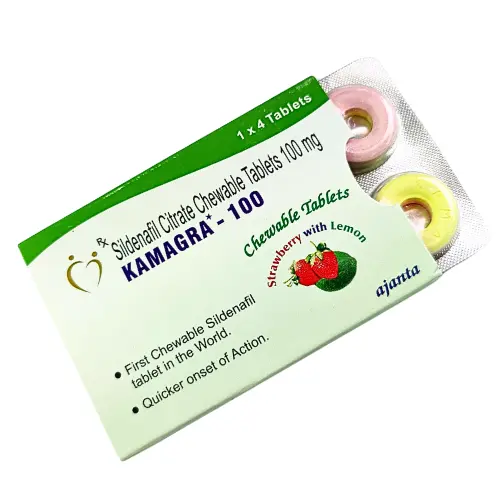 1 x 4 Tablets
Rx Sildenafil Citrate Chewable Tablets 100 mg
KAMAGRA* - 100
Chewable Tablets
Strawberry with Lemon
• First Chewable Sildenafil
tablet in the World.
• Quicker onset of Action.
ajanta